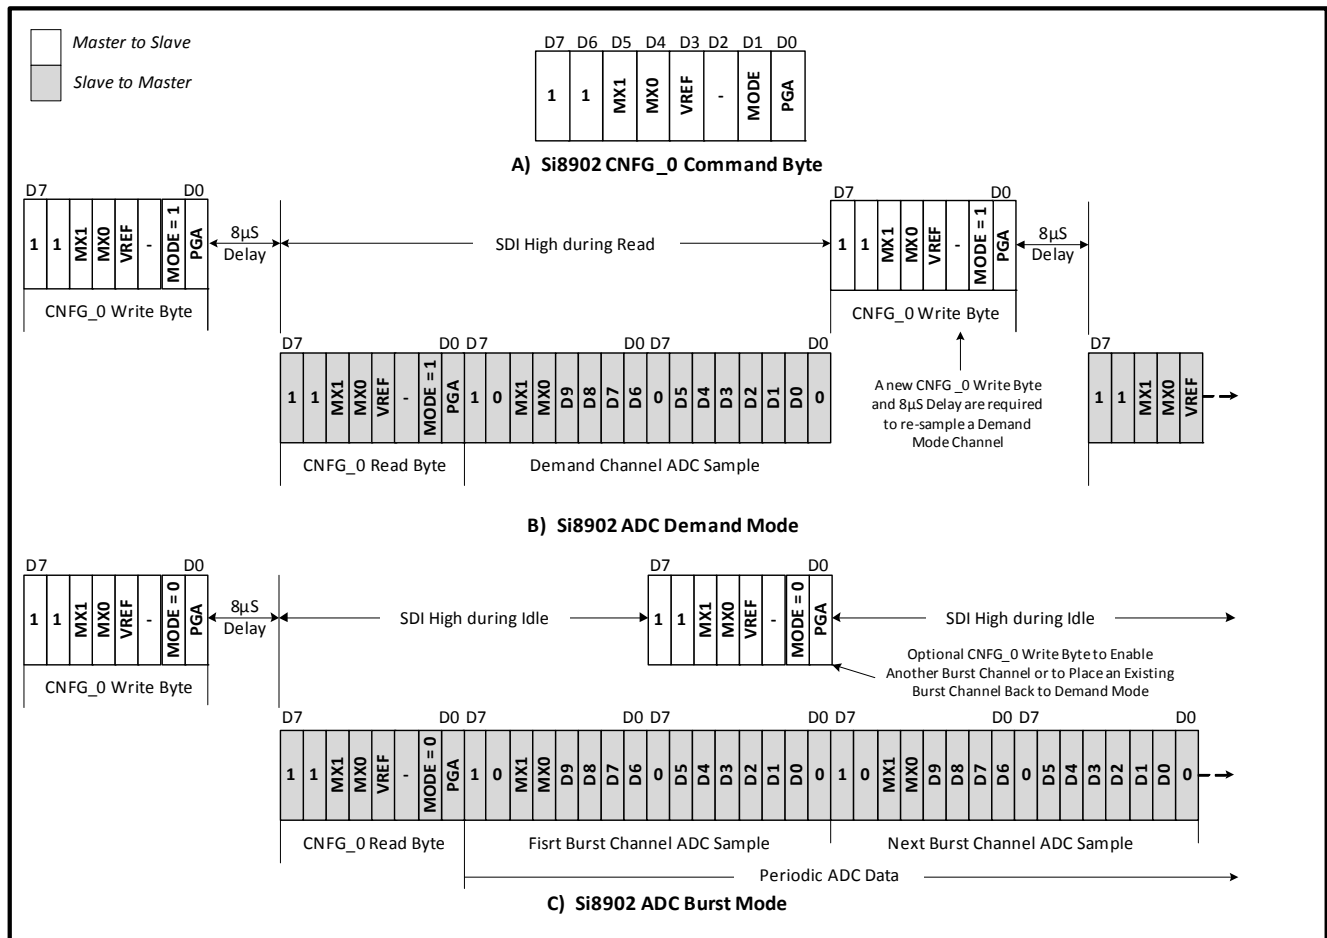 Master to Slave
Slave to Master
D7 D6 D5 D4 D3 D2 D1 D0
1 1 MX1 MX0 VREF - MODE PGA
A) Si8902 CNFG_0 Command Byte
D7 D0
1 1 MX1 MX0 VREF - MODE = 1 PGA
8µS
Delay
SDI High during Read
D7 D0
1 1 MX1 MX0 VREF - MODE = 1 PGA
8µS
Delay
CNFG_0 Write Byte
CNFG_0 Write Byte
D7 D0 D7 D0 D7 D0
1 1 MX1 MX0 VREF - MODE = 1 PGA 1 0 MX1 MX0 D9 D8 D7 D6 0 D5 D4 D3 D2 D1 D0 0
A new CNFG_0 Write Byte
and 8µS Delay are required
to re-sample a Demand
Mode Channel
D7
1 1 MX1 MX0 VREF
CNFG_0 Read Byte
Demand Channel ADC Sample
B) Si8902 ADC Demand Mode
D7 D0
1 1 MX1 MX0 VREF - MODE = 0 PGA
8µS
Delay
SDI High during Idle
D7 D0
1 1 MX1 MX0 VREF - MODE = 0 PGA
SDI High during Idle
Optional CNFG_0 Write Byte to Enable
Another Burst Channel or to Place an Existing
Burst Channel Back to Demand Mode
CNFG_0 Write Byte
D7 D0 D7 D0 D7 D0 D7 D0 D7 D0
1 1 MX1 MX0 VREF - MODE = 0 PGA 1 0 MX1 MX0 D9 D8 D7 D6 0 D5 D4 D3 D2 D1 D0 0 1 0 MX1 MX0 D9 D8 D7 D6 0 D5 D4 D3 D2 D1 D0 0
CNFG_0 Read Byte
Fisrt Burst Channel ADC Sample
Next Burst Channel ADC Sample
Periodic ADC Data
C) Si8902 ADC Burst Mode